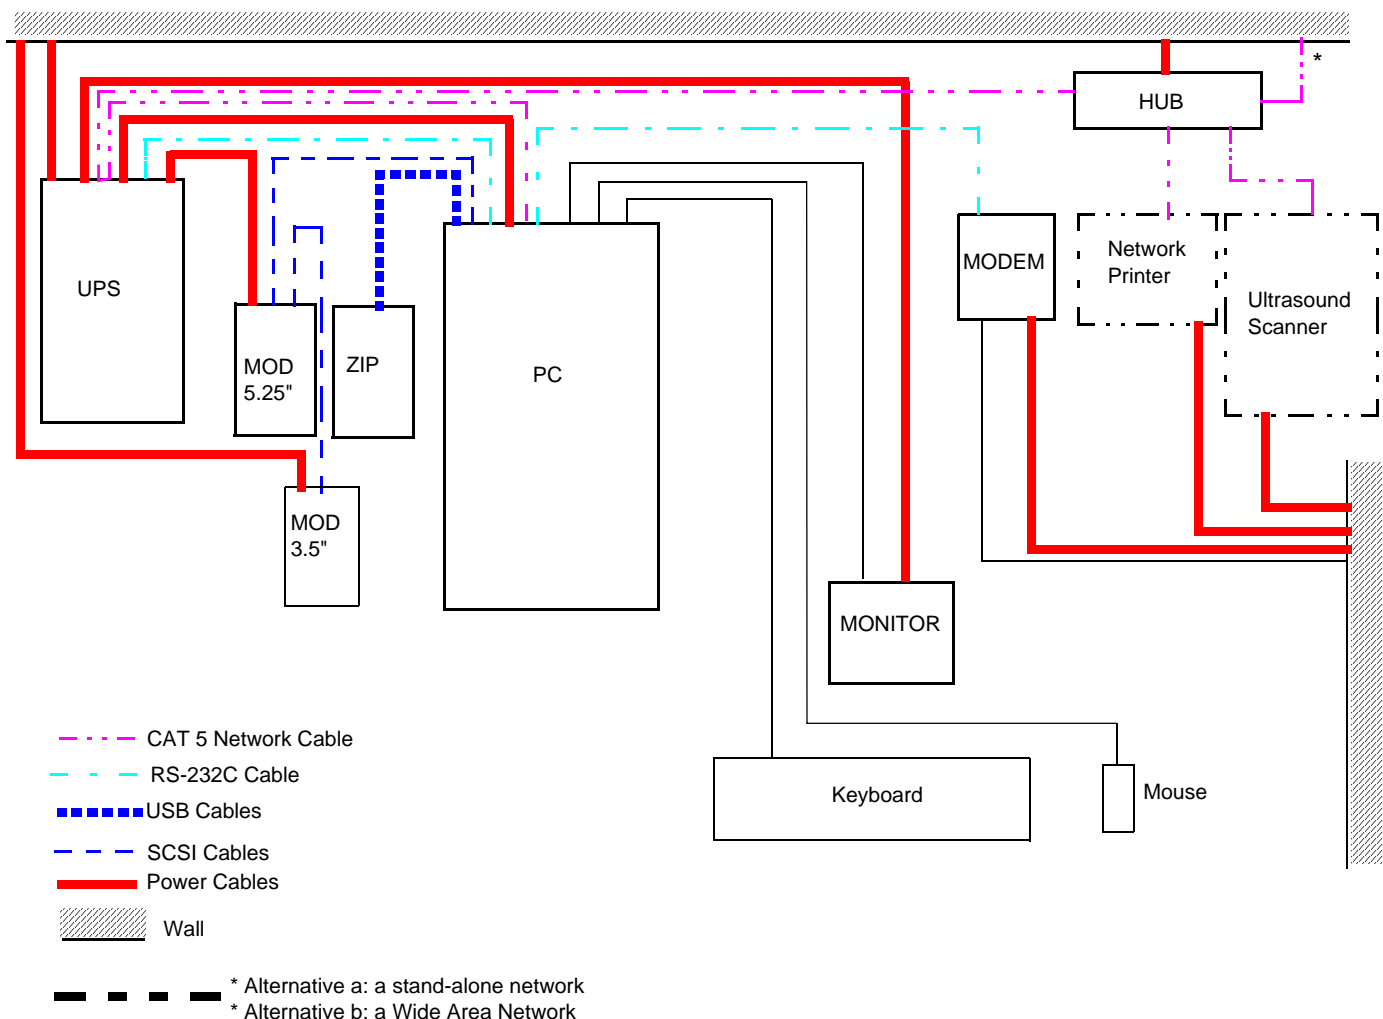 *
HUB
UPS
MOD
5.25"
ZIP
PC
MODEM
Network
Printer
Ultrasound
Scanner
MOD
3.5"
MONITOR
Keyboard
Mouse
CAT 5 Network Cable
RS-232C Cable
USB Cables
SCSI Cables
Power Cables
Wall
* Alternative a: a stand-alone network
* Alternative b: a Wide Area Network